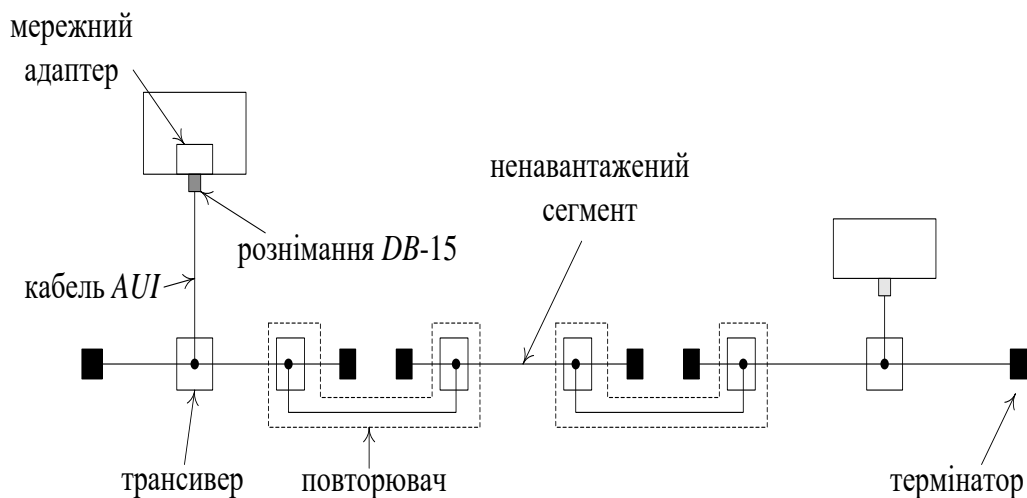 мережний
адаптер
ненавантажений
сегмент
рознімання DB-15
кабель AUI
трансивер
повторювач
термінатор